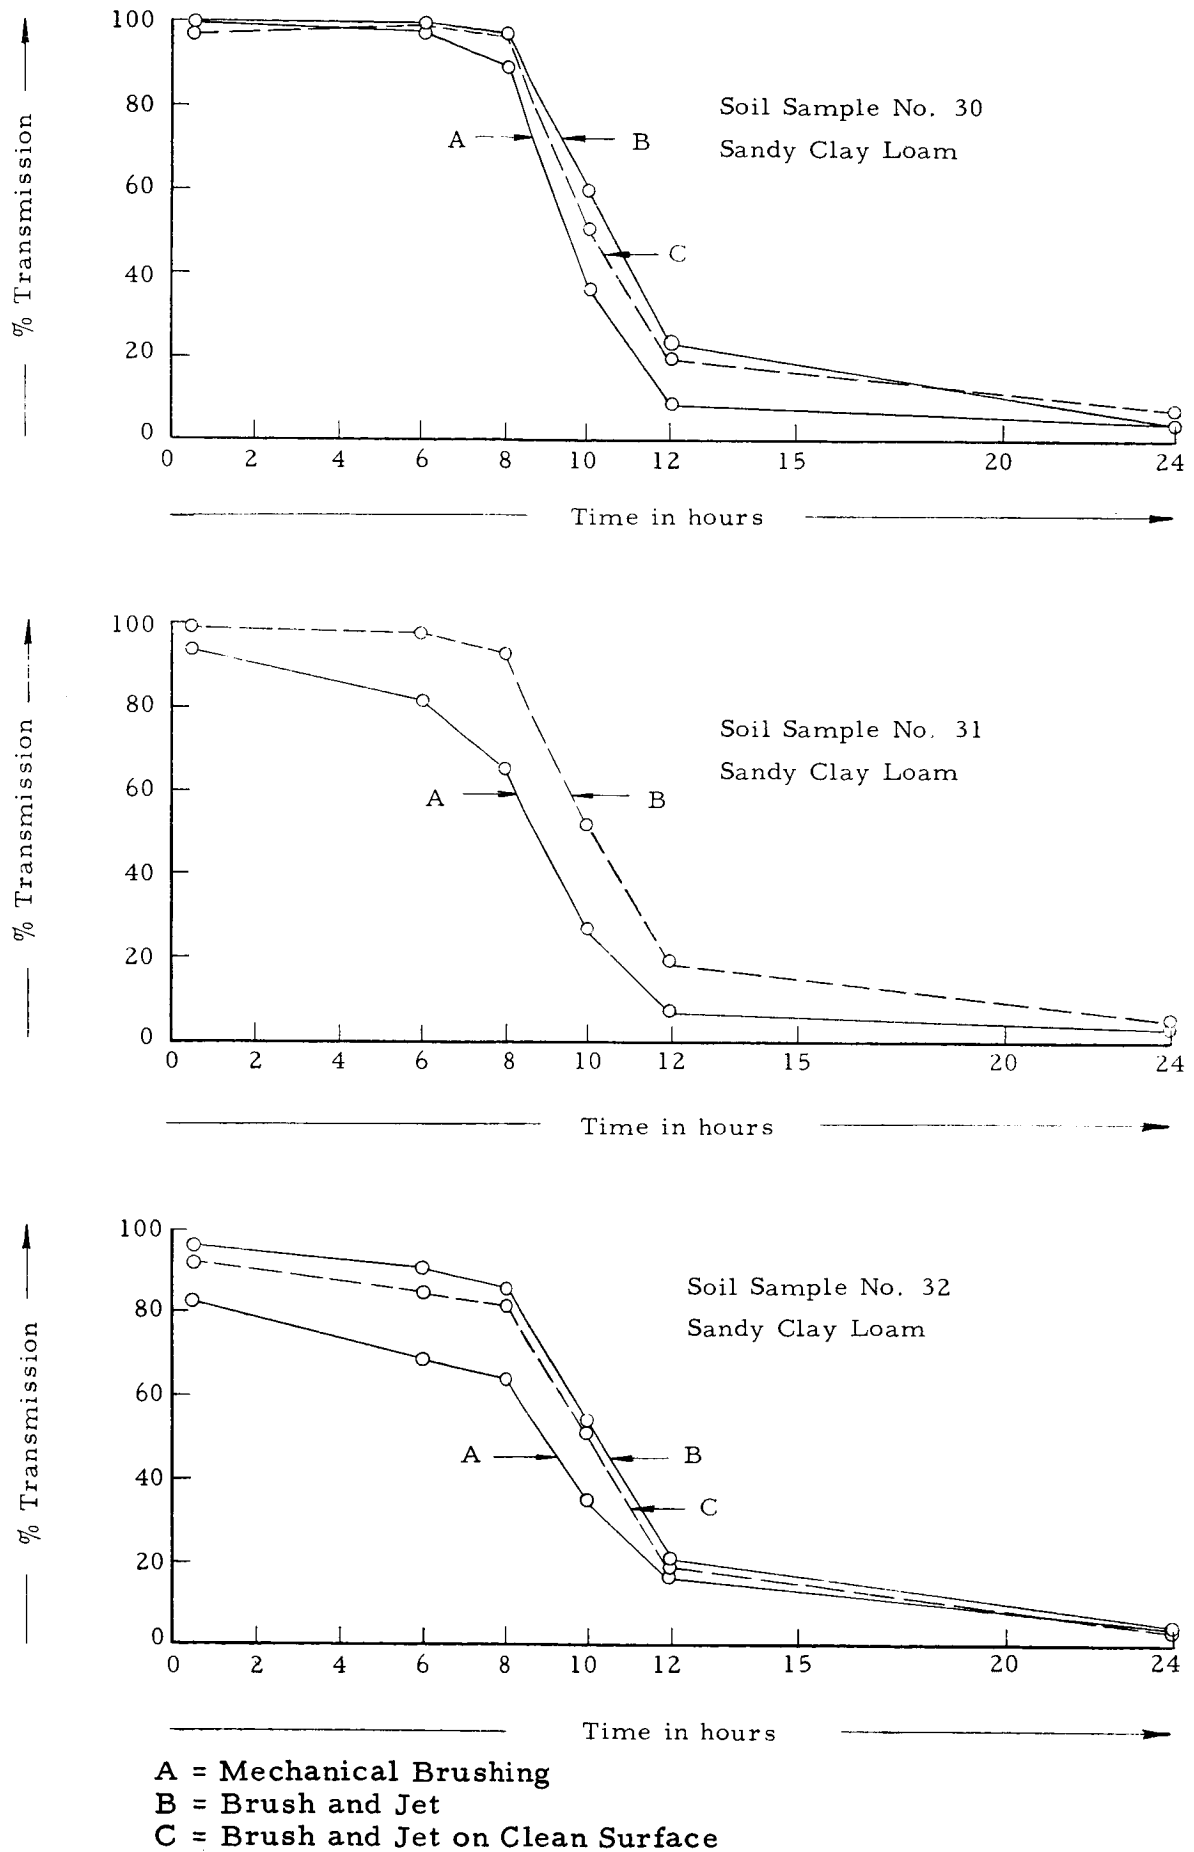 100
80
60
40
20
0
% Transmission
Soil Sample No. 30
Sandy Clay Loam
A
B
C
0 2 4 6 8 10 12 15 20 24
Time in hours
100
80
60
40
20
0
% Transmission
Soil Sample No. 31
Sandy Clay Loam
A
B
0 2 4 6 8 10 12 15 20 24
Time in hours
100
80
60
40
20
0
% Transmission
Soil Sample No. 32
Sandy Clay Loam
A
B
C
0 2 4 6 8 10 12 15 20 24
Time in hours
A = Mechanical Brushing
B = Brush and Jet
C = Brush and Jet on Clean Surface